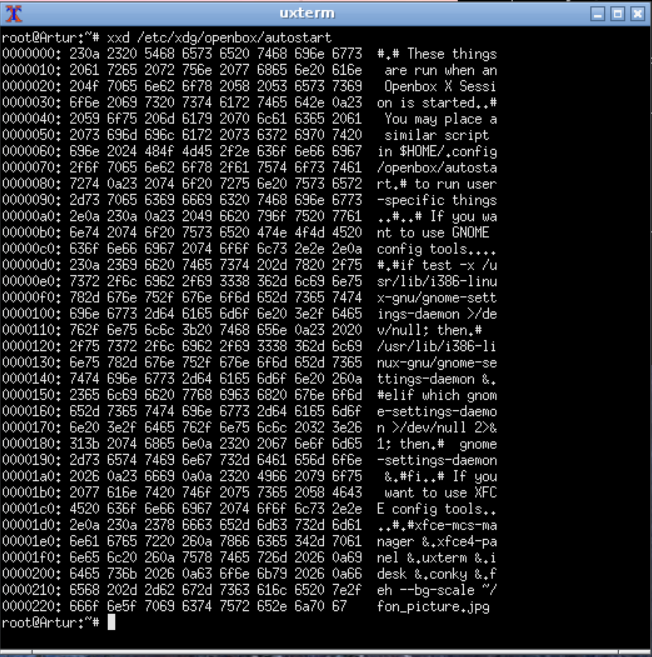 uxterm
root@Artur:~# xxd /etc/xdg/openbox/autostart
0000000: 230a 2320 5468 6573 6520 7468 696e 6773  #.# These things
0000010: 2061 7265 2072 756e 2077 6865 6e20 616e   are run when an
0000020: 204f 7065 6e62 6f78 2058 2053 6573 7369   Openbox X Sessi
0000030: 6f6e 2069 7320 7374 6172 7465 642e 0a23  on is started..#
0000040: 2059 6f75 206d 6179 2070 6c61 6365 2061   You may place a
0000050: 2073 696d 696c 6172 2073 6372 6970 7420   similar script 
0000060: 696e 2024 484f 4d45 2f2e 636f 6e66 6967  in $HOME/.config
0000070: 2f6f 7065 6e62 6f78 2f61 7574 6f73 7461  /openbox/autosta
0000080: 7274 0a23 2074 6f20 7275 6e20 7573 6572  rt.# to run user
0000090: 2d73 7065 6369 6669 6320 7468 696e 6773  -specific things
00000a0: 2e0a 230a 0a23 2049 6620 796f 7520 7761  ..#..# If you wa
00000b0: 6e74 2074 6f20 7573 6520 474e 4f4d 4520  nt to use GNOME 
00000c0: 636f 6e66 6967 2074 6f6f 6c73 2e2e 2e0a  config tools....
00000d0: 230a 2369 6620 7465 7374 202d 7820 2f75  #.#if test -x /u
00000e0: 7372 2f6c 6962 2f69 3338 362d 6c69 6e75  sr/lib/i386-linu
00000f0: 782d 676e 752f 676e 6f6d 652d 7365 7474  x-gnu/gnome-sett
0000100: 696e 6773 2d64 6165 6d6f 6e20 3e2f 6465  ings-daemon >/de
0000110: 762f 6e75 6c6c 3b20 7468 656e 0a23 2020  v/null; then.#  
0000120: 2f75 7372 2f6c 6962 2f69 3338 362d 6c69  /usr/lib/i386-li
0000130: 6e75 782d 676e 752f 676e 6f6d 652d 7365  nux-gnu/gnome-se
0000140: 7474 696e 6773 2d64 6165 6d6f 6e20 260a  ttings-daemon &.
0000150: 2365 6c69 6620 7768 6963 6820 676e 6f6d  #elif which gnom
0000160: 652d 7365 7474 696e 6773 2d64 6165 6d6f  e-settings-daemo
0000170: 6e20 3e2f 6465 762f 6e75 6c6c 2032 3e26  n >/dev/null 2>&
0000180: 313b 2074 6865 6e0a 2320 2067 6e6f 6d65  1; then.#  gnome
0000190: 2d73 6574 7469 6e67 732d 6461 656d 6f6e  -settings-daemon
00001a0: 2026 0a23 6669 0a0a 2320 4966 2079 6f75   &.#fi..# If you
00001b0: 2077 616e 7420 746f 2075 7365 2058 4643   want to use XFC
00001c0: 4520 636f 6e66 6967 2074 6f6f 6c73 2e2e  E config tools..
00001d0: 2e0a 230a 2378 6663 652d 6d63 732d 6d61  ..#.#xfce-mcs-ma
00001e0: 6e61 6765 7220 260a 7866 6365 342d 7061  nager &.xfce4-pa
00001f0: 6e65 6c20 260a 7578 7465 726d 2026 0a69  nel &.uxterm &.i
0000200: 6465 736b 2026 0a63 6f6e 6b79 2026 0a66  desk &.conky &.f
0000210: 6568 202d 2d62 672d 7363 616c 6520 7e2f  eh --bg-scale ~/
0000220: 666f 6e5f 7069 6374 7572 652e 6a70 67    fon_picture.jpg
root@Artur:~#